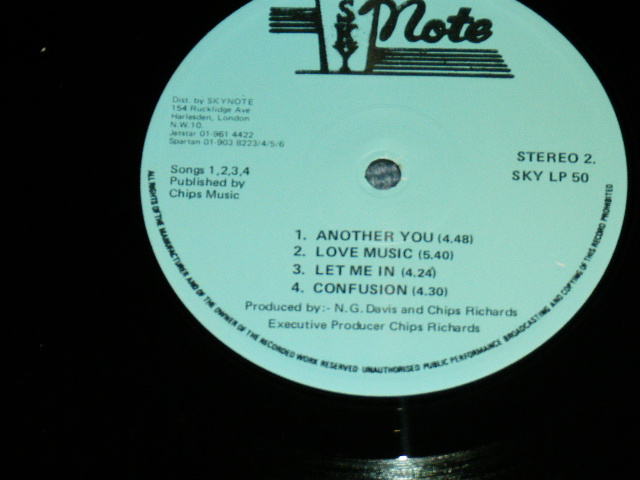 SKY Note
Dist. by SKYNOTE
154 Rucklidge Ave
Harlesden, London
N.W.10.
Jetstar 01-961 4422
Spartan 01-903 8223/4/5/6
Songs 1,2,3,4
Published by
Chips Music
STEREO 2.
SKY LP 50
1. ANOTHER YOU (4.48)
2. LOVE MUSIC (5.40)
3. LET ME IN (4.24)
4. CONFUSION (4.30)
Produced by:- N.G. Davis and Chips Richards
Executive Producer Chips Richards
ALL RIGHTS OF THE MANUFACTURER AND OF THE OWNER OF THE RECORDED WORK RESERVED UNAUTHORISED PUBLIC PERFORMANCE BROADCASTING AND COPYING OF THIS RECORD PROHIBITED